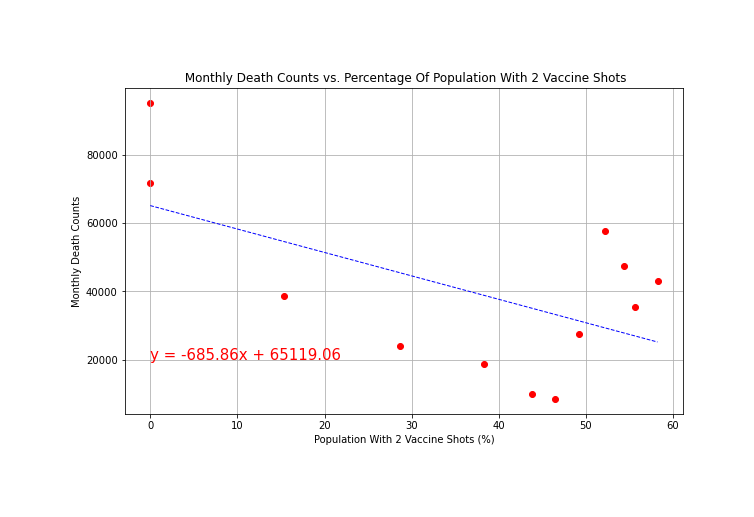 Monthly Death Counts vs. Percentage Of Population With 2 Vaccine Shots
Monthly Death Counts
80000
60000
40000
20000
y = -685.86x + 65119.06
0 10 20 30 40 50 60
Population With 2 Vaccine Shots (%)